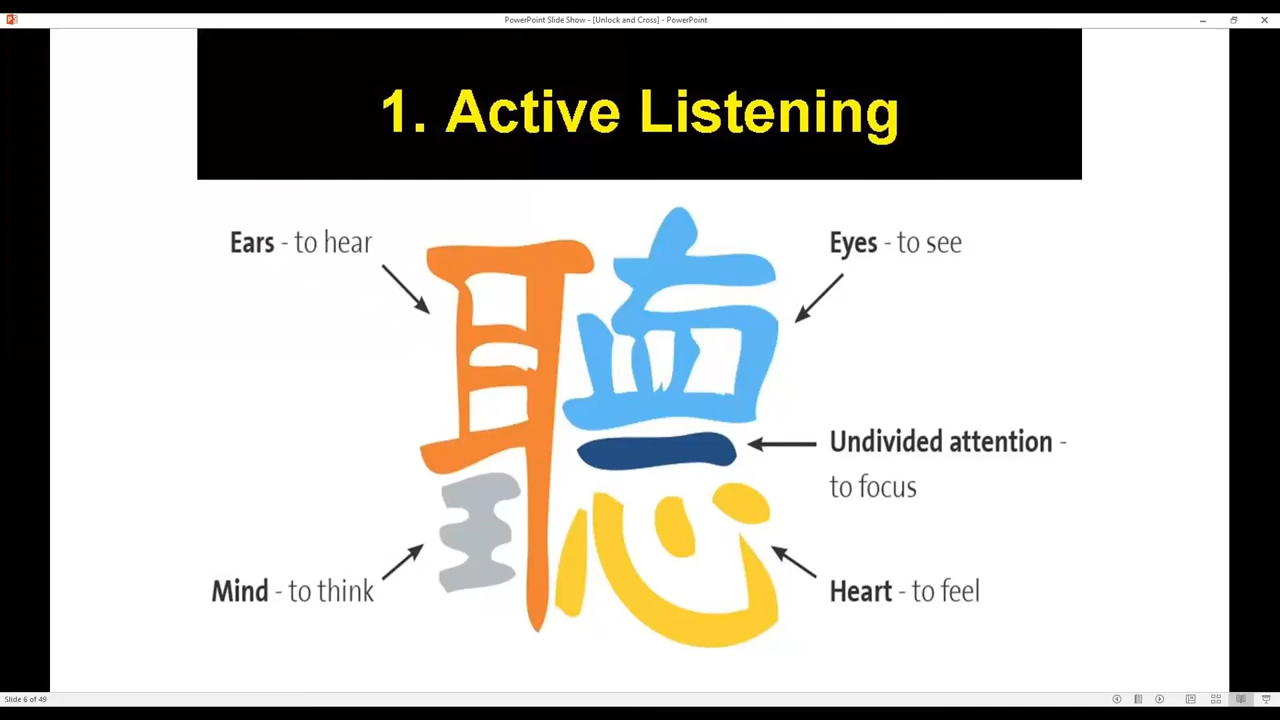 PowerPoint Slide Show - [Unlock and Cross] - PowerPoint
1. Active Listening
Ears - to hear
Eyes - to see
聽
Undivided attention -
to focus
Mind - to think
Heart - to feel
Slide 6 of 49